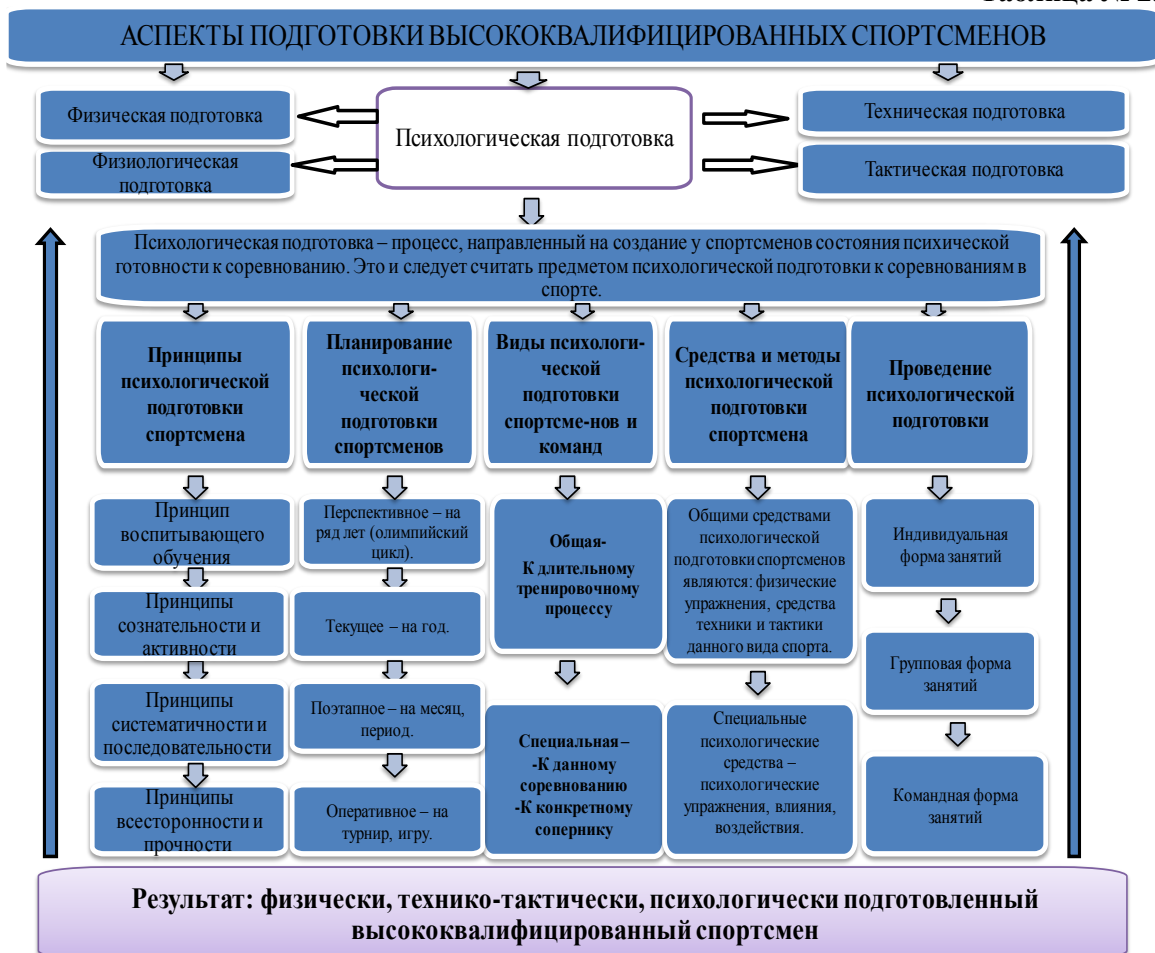 Таблица № 2
АСПЕКТЫ ПОДГОТОВКИ ВЫСОКОКВАЛИФИЦИРОВАННЫХ СПОРТСМЕНОВ
Физическая подготовка
Физиологическая
подготовка
Психологическая подготовка
Техническая подготовка
Тактическая подготовка
Психологическая подготовка – процесс, направленный на создание у спортсменов состояния психической
готовности к соревнованию. Это и следует считать предметом психологической подготовки к соревнованиям в
спорте.
Принципы
психологической
подготовки
спортсмена
Принцип
воспитывающего
обучения
Принципы
сознательности и
активности
Принципы
систематичности и
последовательности
Принципы
всесторонности и
прочности
Планирование
психологи-
ческой
подготовки
спортсменов
Перспективное – на
ряд лет (олимпийский
цикл).
Текущее – на год.
Поэтапное – на месяц,
период.
Оперативное – на
турнир, игру.
Виды психологи-
ческой
подготовки
спортсме-нов и
команд
Общая-
К длительному
тренировочному
процессу
Специальная –
-К данному
соревнованию
-К конкретному
сопернику
Средства и методы
психологической
подготовки
спортсмена
Общими средствами
психологической
подготовки спортсменов
являются: физические
упражнения, средства
техники и тактики
данного вида спорта.
Специальные
психологические
средства –
психологические
упражнения, влияния,
воздействия.
Проведение
психологической
подготовки
Индивидуальная
форма занятий
Групповая форма
занятий
Командная форма
занятий
Результат: физически, технико-тактически, психологически подготовленный
высококвалифицированный спортсмен